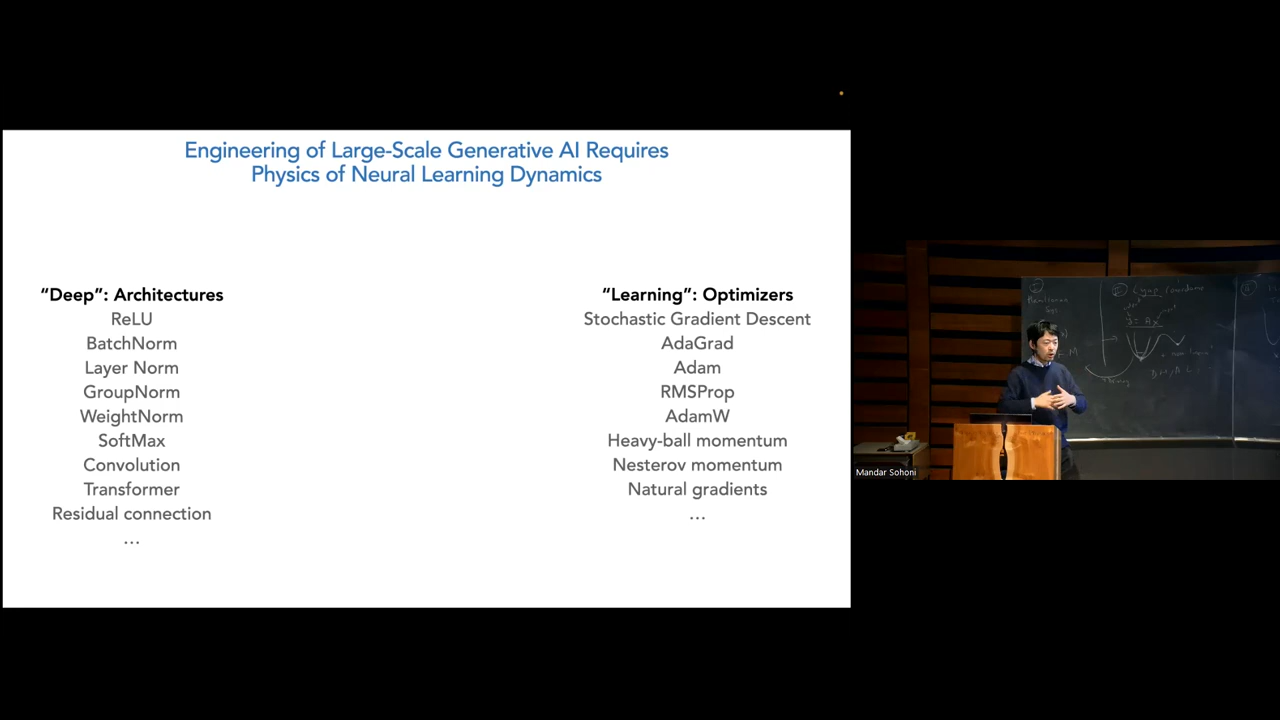 Engineering of Large-Scale Generative AI Requires
Physics of Neural Learning Dynamics
“Deep”: Architectures
ReLU
BatchNorm
Layer Norm
GroupNorm
WeightNorm
SoftMax
Convolution
Transformer
Residual connection
…
“Learning”: Optimizers
Stochastic Gradient Descent
AdaGrad
Adam
RMSProp
AdamW
Heavy-ball momentum
Nesterov momentum
Natural gradients
…
Mandar Sohoni